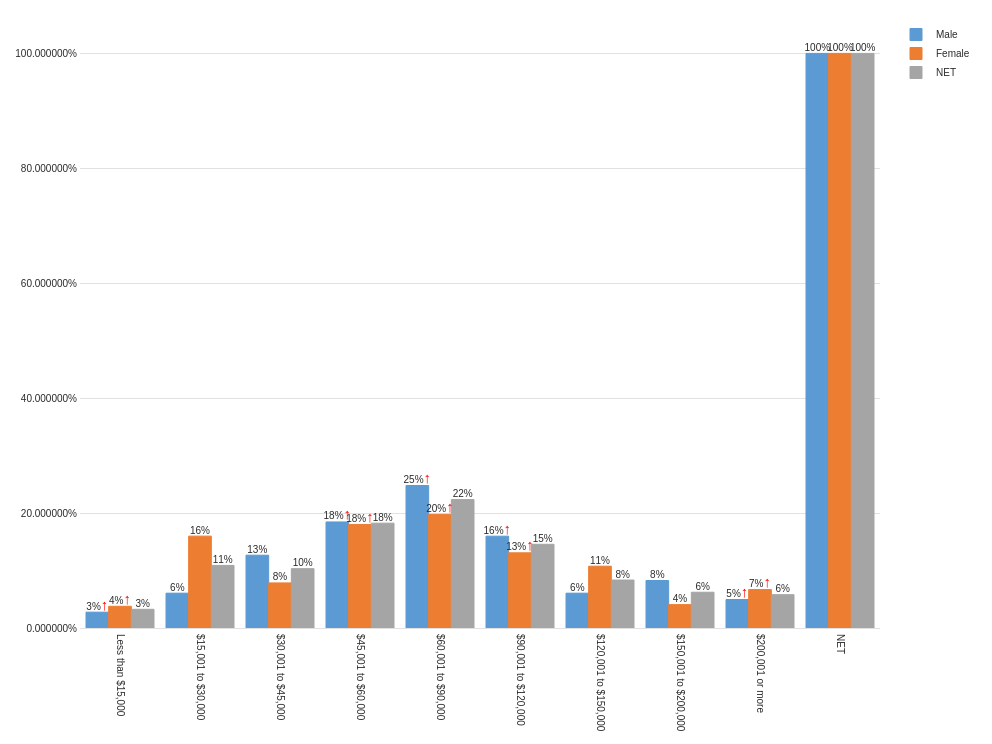 Male
Female
NET
100.000000%
80.000000%
60.000000%
40.000000%
20.000000%
0.000000%
3%↑ 4%↑ 3%
6% 16% 11%
13% 8% 10%
18%↑ 18%↑ 18%
25%↑ 20%↑ 22%
16%↑ 13%↑ 15%
6% 11% 8%
8% 4% 6%
5%↑ 7%↑ 6%
100% 100% 100%
Less than $15,000
$15,001 to $30,000
$30,001 to $45,000
$45,001 to $60,000
$60,001 to $90,000
$90,001 to $120,000
$120,001 to $150,000
$150,001 to $200,000
$200,001 or more
NET